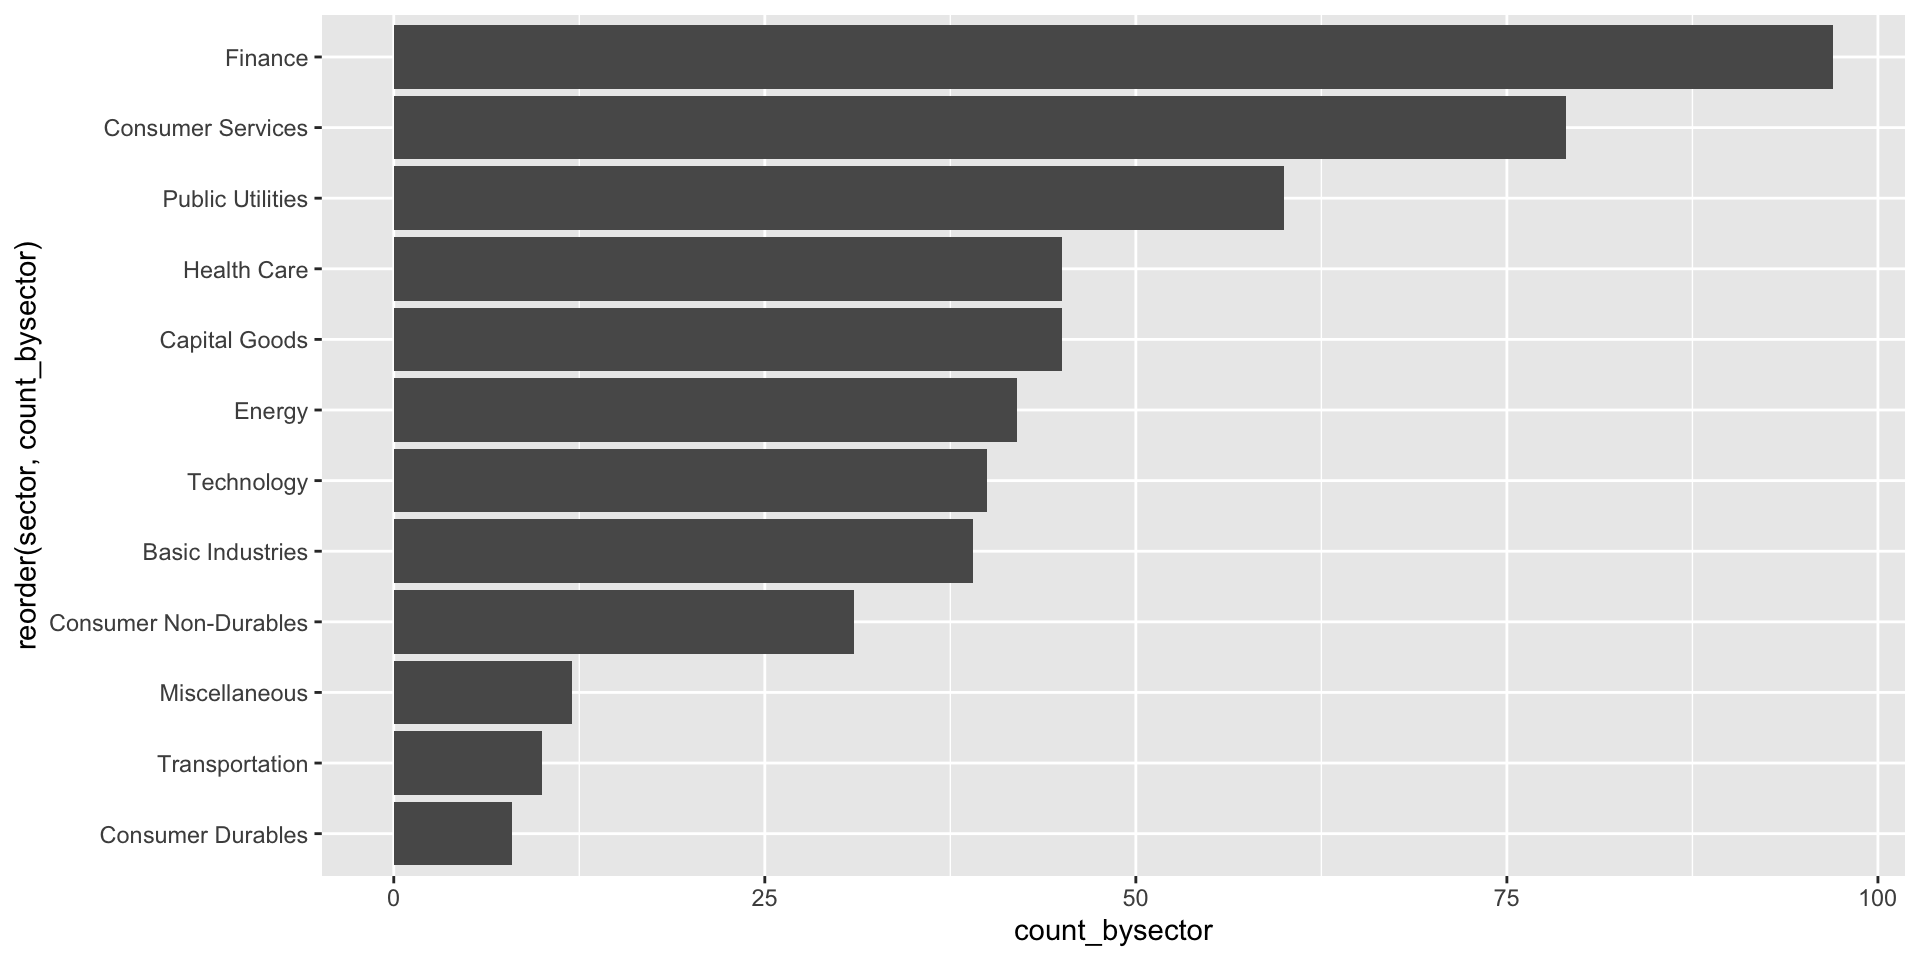 Finance
Consumer Services
Public Utilities
Health Care
Capital Goods
Energy
Technology
Basic Industries
Consumer Non-Durables
Miscellaneous
Transportation
Consumer Durables
reorder(sector, count_bysector)
0 25 50 75 100
count_bysector